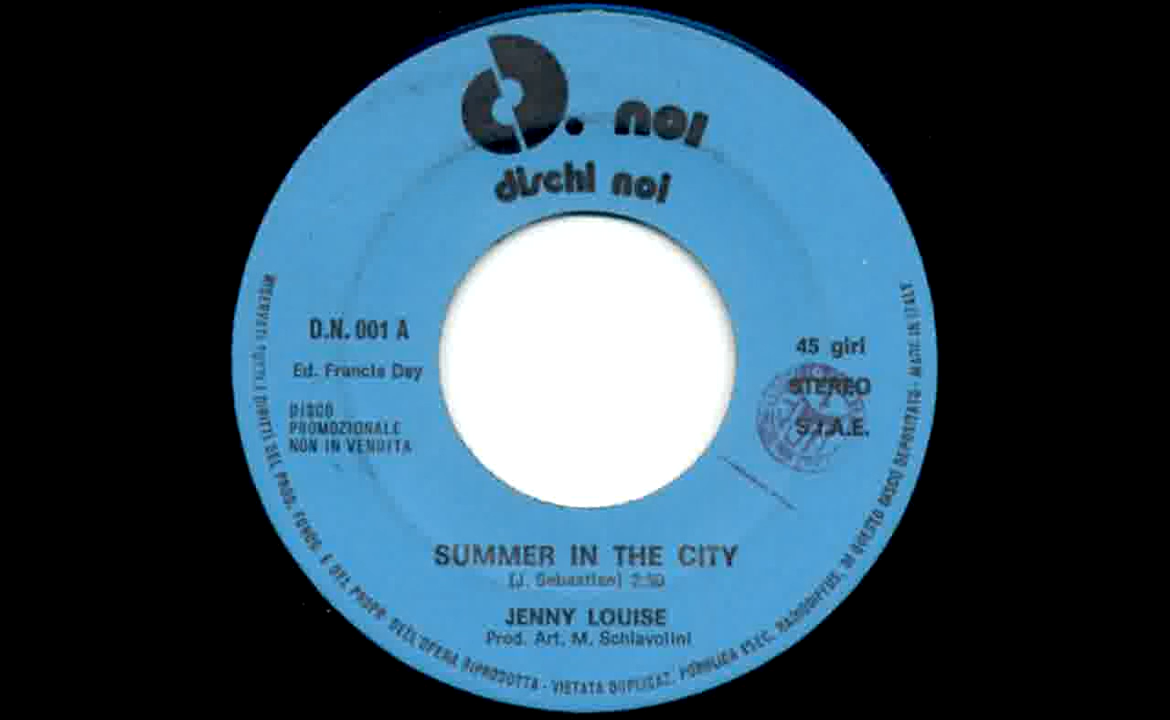 D. noi
dischi noi
D.N. 001 A
Ed. Francis Day
DISCO
PROMOZIONALE
NON IN VENDITA
45 giri
STEREO
S.I.A.E.
SUMMER IN THE CITY
(J. Sebastian) 2:50
JENNY LOUISE
Prod. Art. M. Schiavolini
RISERVATI TUTTI I DIRITTI DEL PROD. FONOG. E DEL PROPR. DELL'OPERA RIPRODOTTA - VIETATA DUPLICAZ. PUBBLICA ESEC. RADIODIFFUS. DI QUESTO DISCO DEPOSITATO - MADE IN ITALY